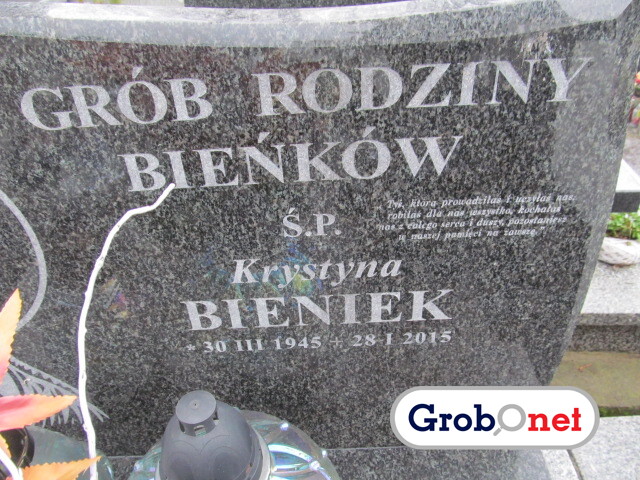 GRÓB RODZINY
BIEŃKÓW
"Ty, która prowadziłaś i uczyłaś nas,
robiłaś dla nas wszystko, kochałaś
nas z całego serca i duszy, pozostaniesz
w naszej pamięci na zawsze."
Ś.P.
Krystyna
BIENIEK
* 30 III 1945 + 28 I 2015
Grobonet